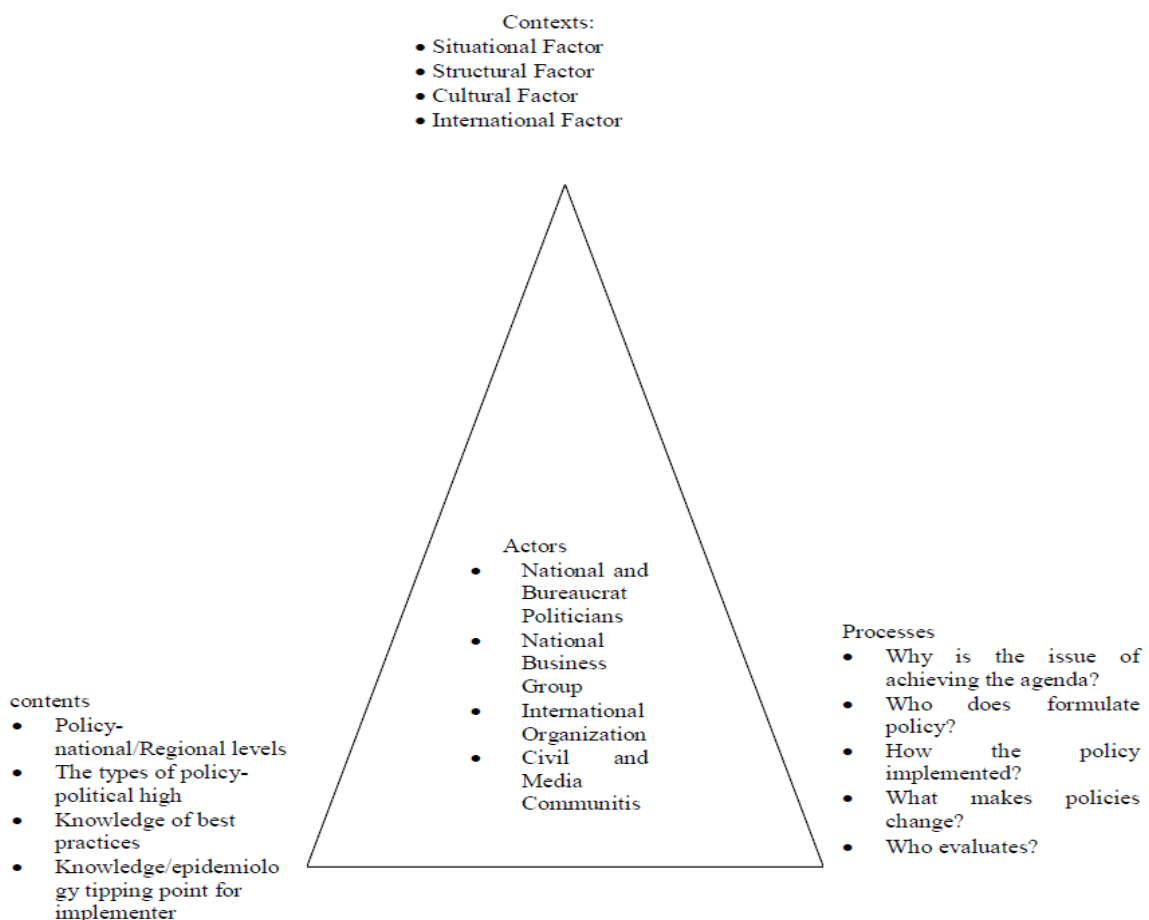 Contexts:
• Situational Factor
• Structural Factor
• Cultural Factor
• International Factor
Actors
• National and
Bureaucrat
Politicians
• National
Business
Group
• International
Organization
• Civil and
Media
Communitis
Processes
• Why is the issue of
achieving the agenda?
• Who does formulate
policy?
• How the policy
implemented?
• What makes policies
change?
• Who evaluates?
contents
• Policy-
national/Regional levels
• The types of policy-
political high
• Knowledge of best
practices
• Knowledge/epidemiolo
gy tipping point for
implementer